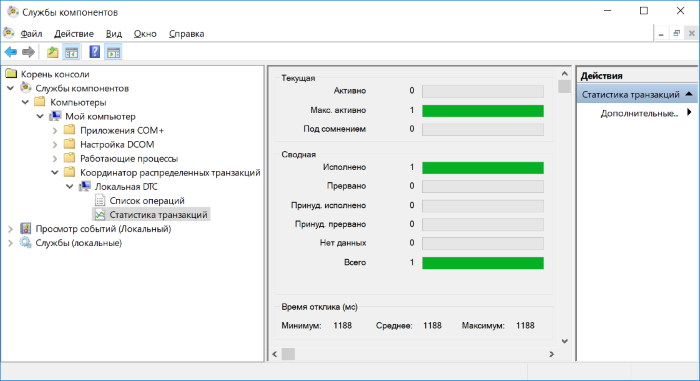 Службы компонентов
Файл Действие Вид Окно Справка
Корень консоли
Службы компонентов
Компьютеры
Мой компьютер
Приложения COM+
Настройка DCOM
Работающие процессы
Координатор распределенных транзакций
Локальная DTC
Список операций
Статистика транзакций
Просмотр событий (Локальный)
Службы (локальные)
Текущая
Активно 0
Макс. активно 1
Под сомнением 0
Сводная
Исполнено 1
Прервано 0
Принуд. исполнено 0
Принуд. прервано 0
Нет данных 0
Всего 1
Время отклика (мс)
Минимум: 1188 Среднее: 1188 Максимум: 1188
Действия
Статистика транзакций
Дополнительные...